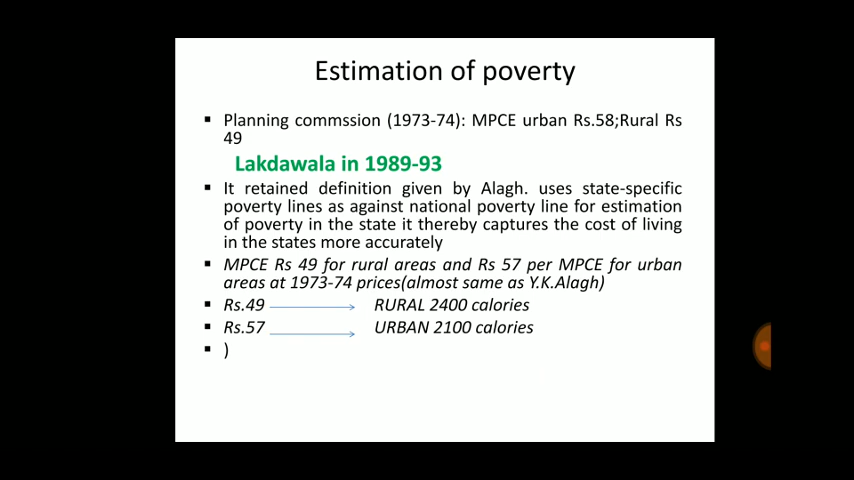 Estimation of poverty
▪ Planning commssion (1973-74): MPCE urban Rs.58;Rural Rs
49
Lakdawala in 1989-93
▪ It retained definition given by Alagh. uses state-specific
poverty lines as against national poverty line for estimation
of poverty in the state it thereby captures the cost of living
in the states more accurately
▪ MPCE Rs 49 for rural areas and Rs 57 per MPCE for urban
areas at 1973-74 prices(almost same as Y.K.Alagh)
▪ Rs.49 → RURAL 2400 calories
▪ Rs.57 → URBAN 2100 calories
▪ )